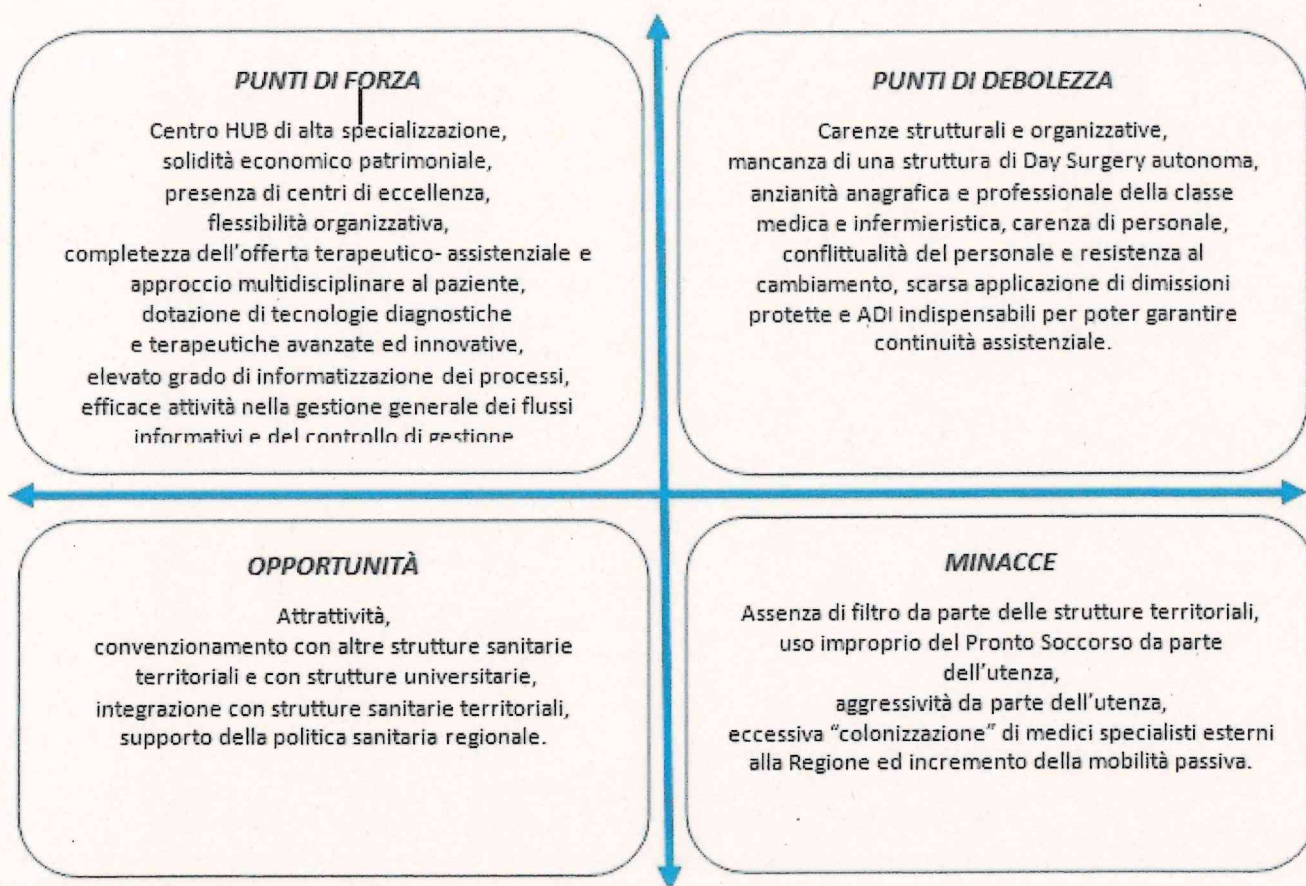 PUNTI DI FORZA
Centro HUB di alta specializzazione,
solidità economico patrimoniale,
presenza di centri di eccellenza,
flessibilità organizzativa,
completezza dell'offerta terapeutico- assistenziale e
approccio multidisciplinare al paziente,
dotazione di tecnologie diagnostiche
e terapeutiche avanzate ed innovative,
elevato grado di informatizzazione dei processi,
efficace attività nella gestione generale dei flussi
informativi e del controllo di gestione
PUNTI DI DEBOLEZZA
Carenze strutturali e organizzative,
mancanza di una struttura di Day Surgery autonoma,
anzianità anagrafica e professionale della classe
medica e infermieristica, carenza di personale,
conflittualità del personale e resistenza al
cambiamento, scarsa applicazione di dimissioni
protette e ADI indispensabili per poter garantire
continuità assistenziale.
OPPORTUNITÀ
Attrattività,
convenzionamento con altre strutture sanitarie
territoriali e con strutture universitarie,
integrazione con strutture sanitarie territoriali,
supporto della politica sanitaria regionale.
MINACCE
Assenza di filtro da parte delle strutture territoriali,
uso improprio del Pronto Soccorso da parte
dell'utenza,
aggressività da parte dell'utenza,
eccessiva "colonizzazione" di medici specialisti esterni
alla Regione ed incremento della mobilità passiva.